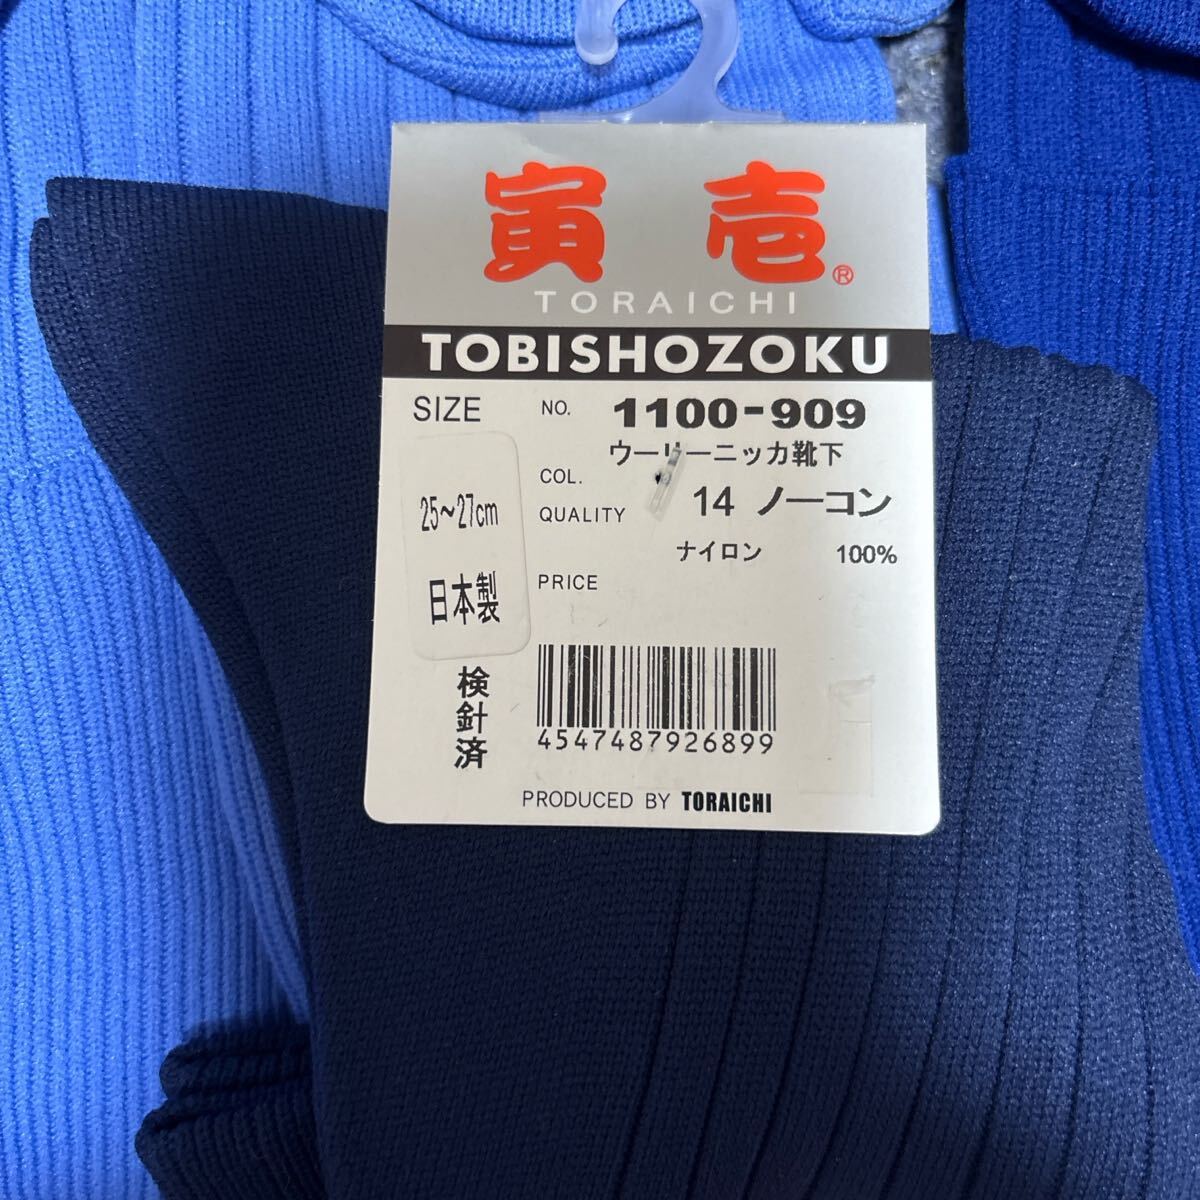 寅壱®
TORAICHI
TOBISHOZOKU
SIZE
25～27cm
日本製
検針済
NO. 1100-909
ウーリーニッカ靴下
COL. 14 ノーコン
QUALITY
ナイロン 100%
PRICE
4547487926899
PRODUCED BY TORAICHI